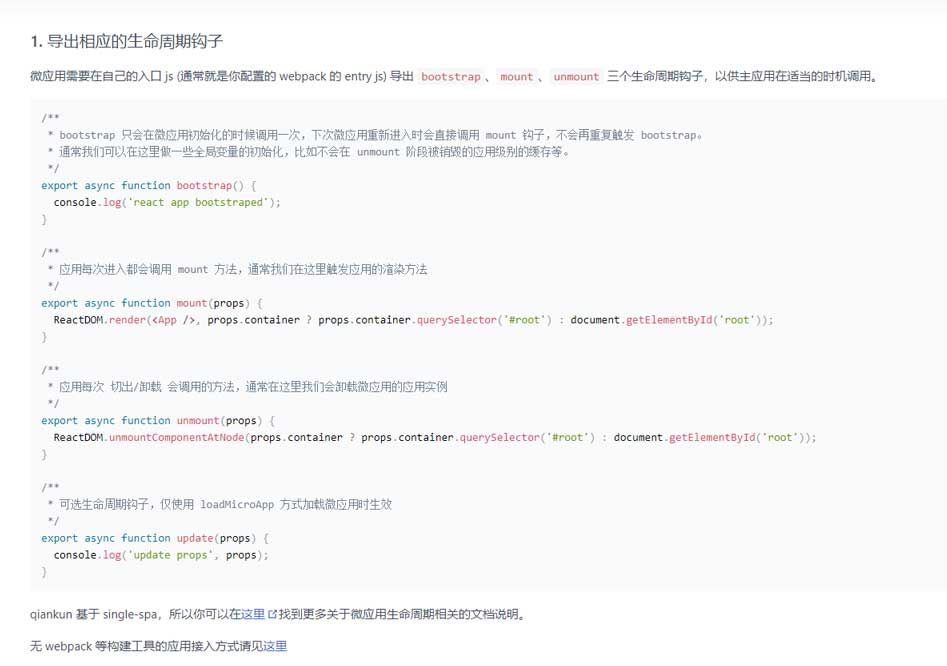 1. 导出相应的生命周期钩子
微应用需要在自己的入口 js (通常就是你配置的 webpack 的 entry js) 导出 bootstrap 、 mount 、 unmount 三个生命周期钩子，以供主应用在适当的时机调用。
/**
 * bootstrap 只会在微应用初始化的时候调用一次，下次微应用重新进入时会直接调用 mount 钩子，不会再重复触发 bootstrap。
 * 通常我们可以在这里做一些全局变量的初始化，比如不会在 unmount 阶段被销毁的应用级别的缓存等。
 */
export async function bootstrap() {
  console.log('react app bootstraped');
}
/**
 * 应用每次进入都会调用 mount 方法，通常我们在这里触发应用的渲染方法
 */
export async function mount(props) {
  ReactDOM.render(<App />, props.container ? props.container.querySelector('#root') : document.getElementById('root'));
}
/**
 * 应用每次 切出/卸载 会调用的方法，通常在这里我们会卸载微应用的应用实例
 */
export async function unmount(props) {
  ReactDOM.unmountComponentAtNode(props.container ? props.container.querySelector('#root') : document.getElementById('root'));
}
/**
 * 可选生命周期钩子，仅使用 loadMicroApp 方式加载微应用时生效
 */
export async function update(props) {
  console.log('update props', props);
}
qiankun 基于 single-spa，所以你可以在这里找到更多关于微应用生命周期相关的文档说明。
无 webpack 等构建工具的应用接入方式请见这里